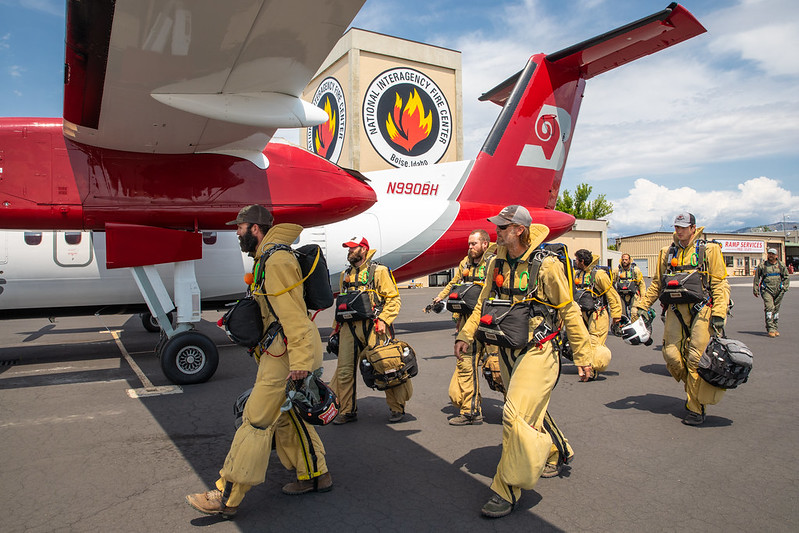 NATIONAL INTERAGENCY FIRE CENTER
Boise, Idaho
N990BH
RAMP SERVICES